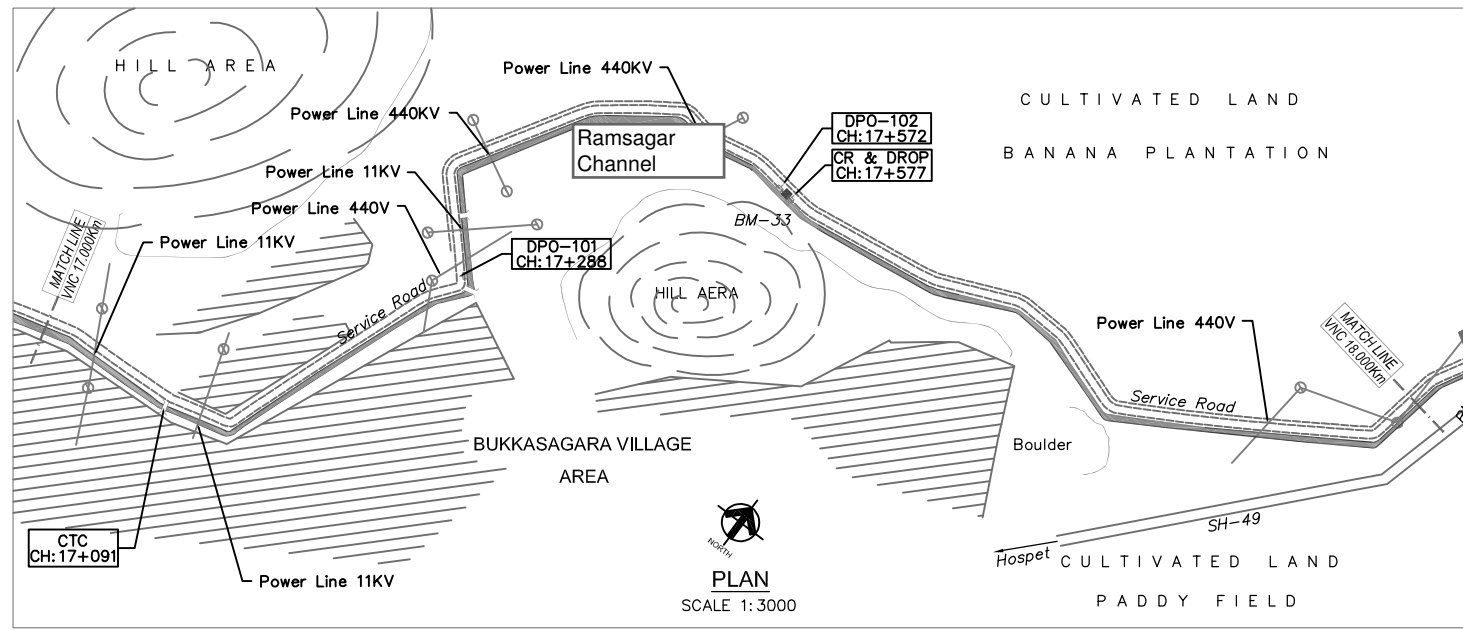 HILL AREA
Power Line 440KV
Power Line 440KV
CULTIVATED LAND
BANANA PLANTATION
DPO-102
CH:17+572
CR & DROP
CH:17+577
Ramsagar
Channel
Power Line 11KV
Power Line 440V
BM-33
MATCH LINE
VNC 17.000Km
Power Line 11KV
DPO-101
CH:17+288
Service Road
HILL AERA
Power Line 440V
MATCH LINE
VNC 18.000Km
Service Road
BUKKASAGARA VILLAGE
AREA
Boulder
CTC
CH:17+091
Power Line 11KV
NORTH
PLAN
SCALE 1:3000
SH-49
Hospet
CULTIVATED LAND
PADDY FIELD